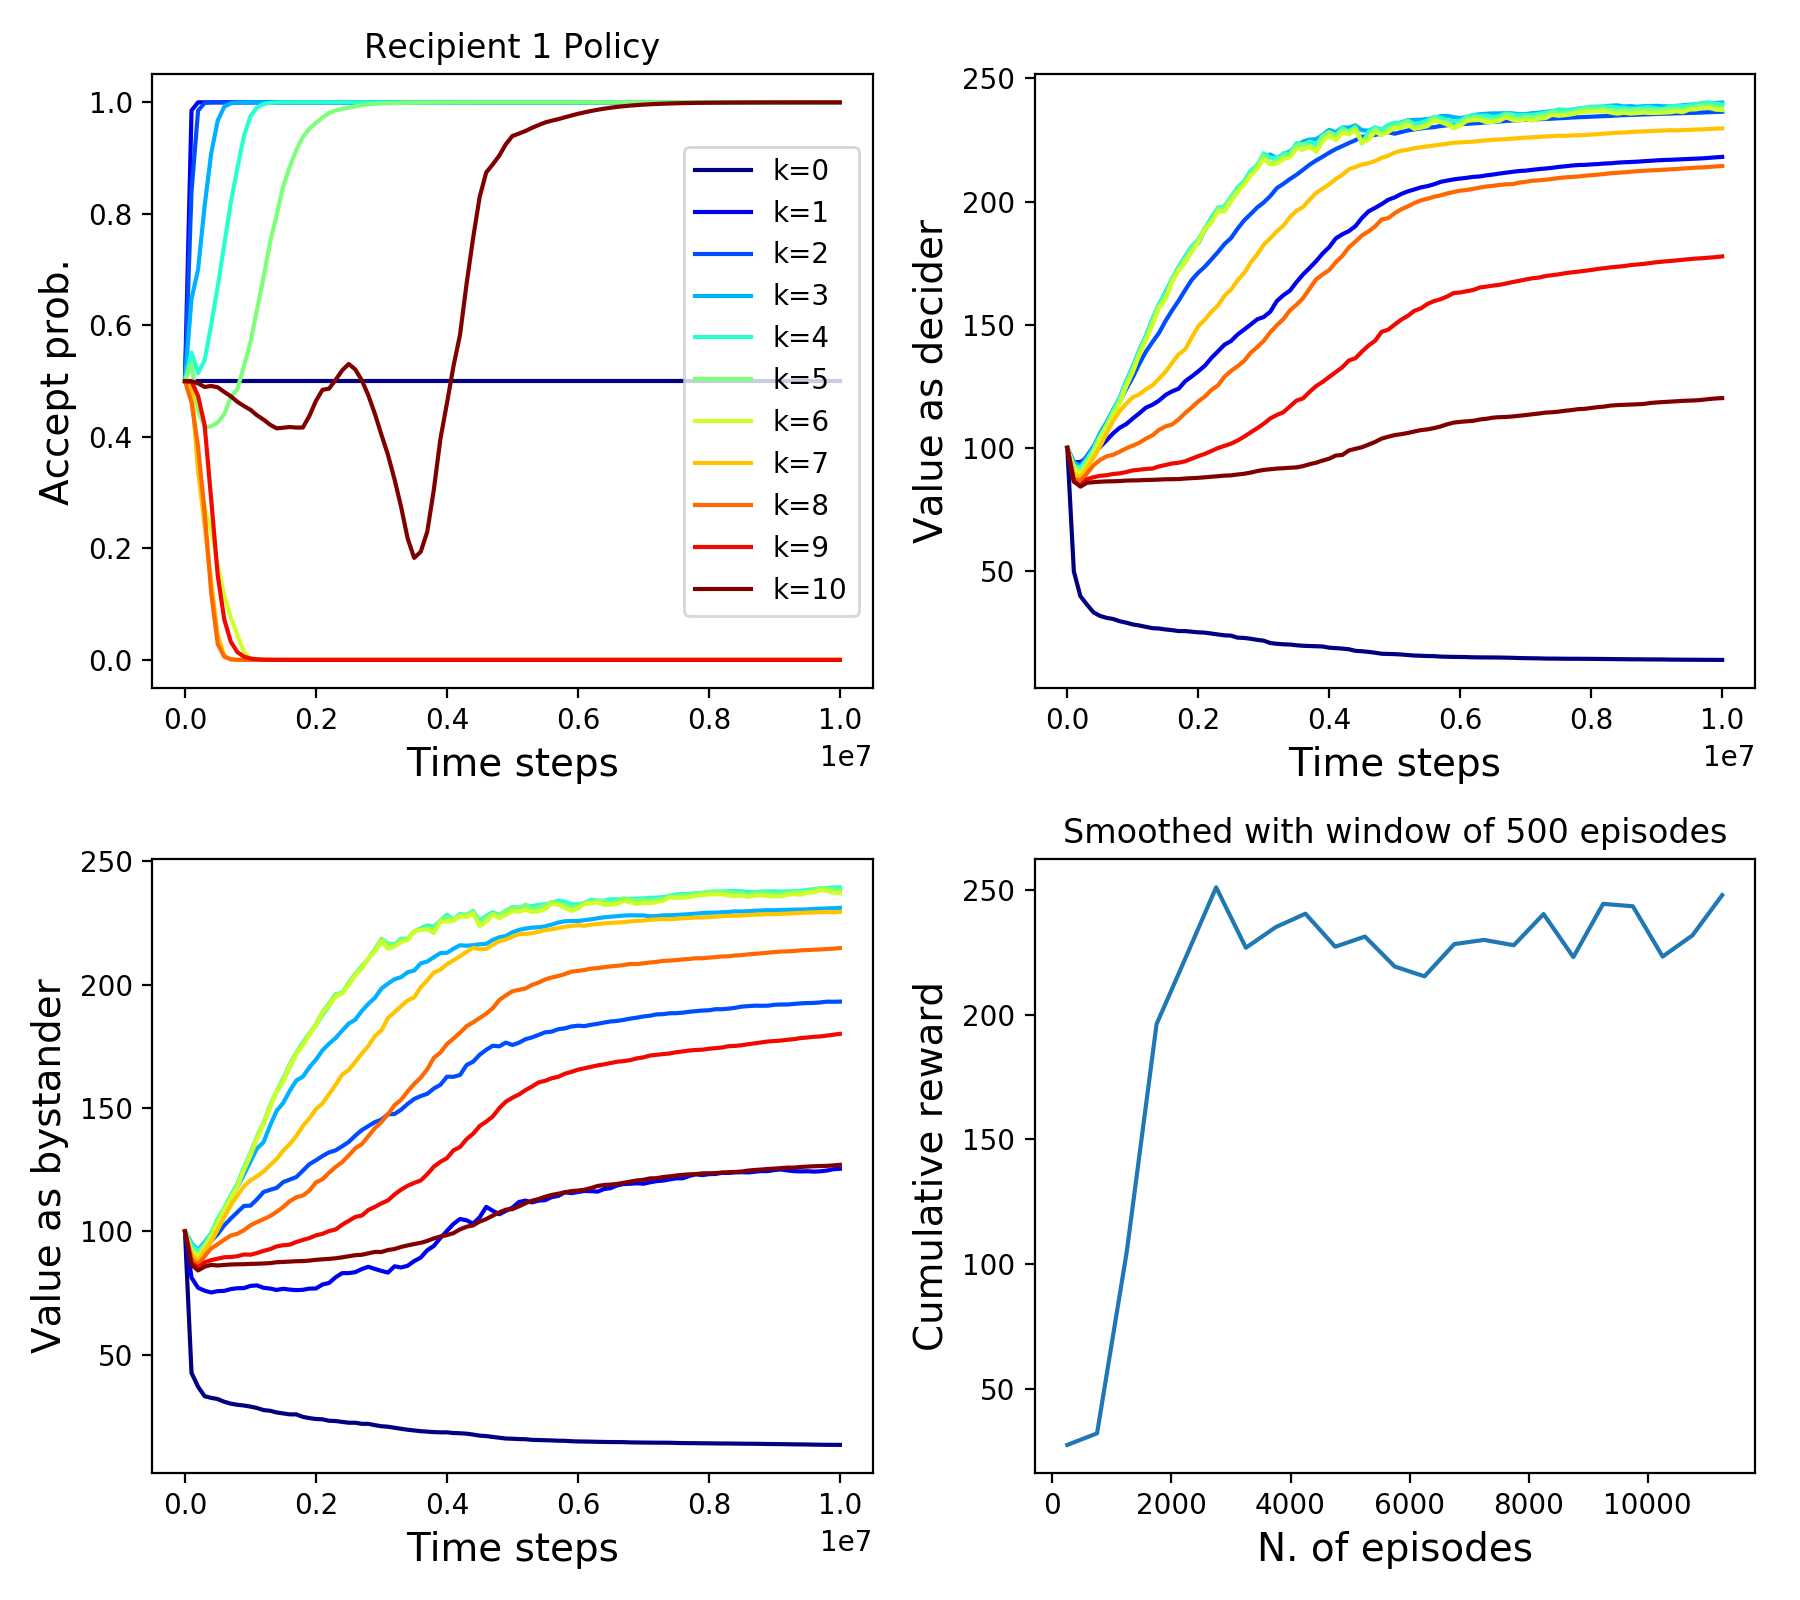 Recipient 1 Policy
Accept prob.
1.0
0.8
0.6
0.4
0.2
0.0
k=0
k=1
k=2
k=3
k=4
k=5
k=6
k=7
k=8
k=9
k=10
0.0 0.2 0.4 0.6 0.8 1.0
1e7
Time steps
Value as decider
250
200
150
100
50
0.0 0.2 0.4 0.6 0.8 1.0
1e7
Time steps
Value as bystander
250
200
150
100
50
0.0 0.2 0.4 0.6 0.8 1.0
1e7
Time steps
Smoothed with window of 500 episodes
Cumulative reward
250
200
150
100
50
0 2000 4000 6000 8000 10000
N. of episodes